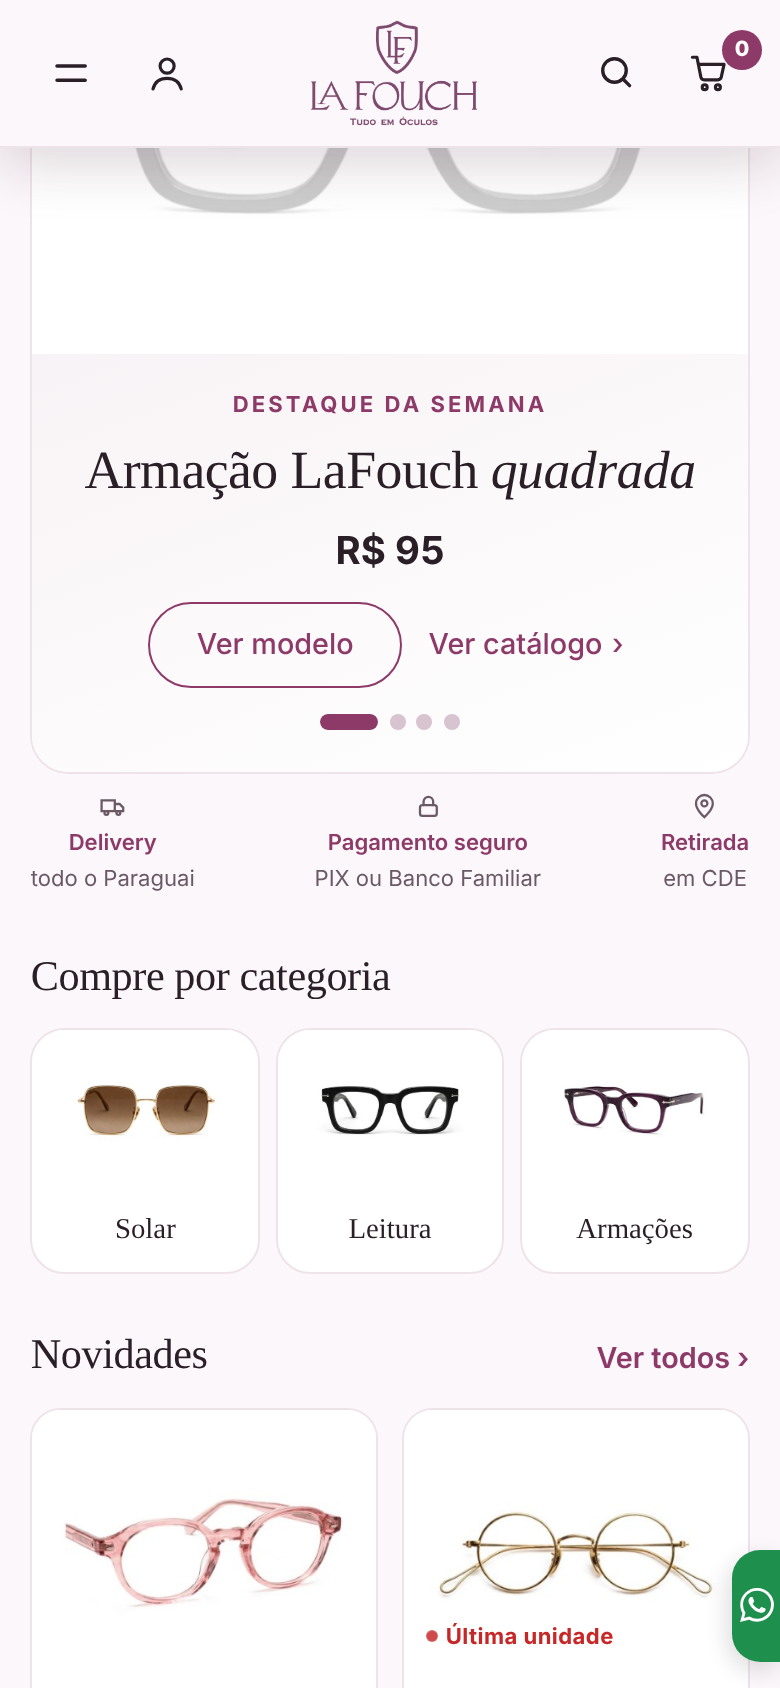 LF
LA FOUCH
TUDO EM ÓCULOS
0
DESTAQUE DA SEMANA
Armação LaFouch quadrada
R$ 95
Ver modelo
Ver catálogo ›
Delivery
todo o Paraguai
Pagamento seguro
PIX ou Banco Familiar
Retirada
em CDE
Compre por categoria
Solar
Leitura
Armações
Novidades
Ver todos ›
Última unidade